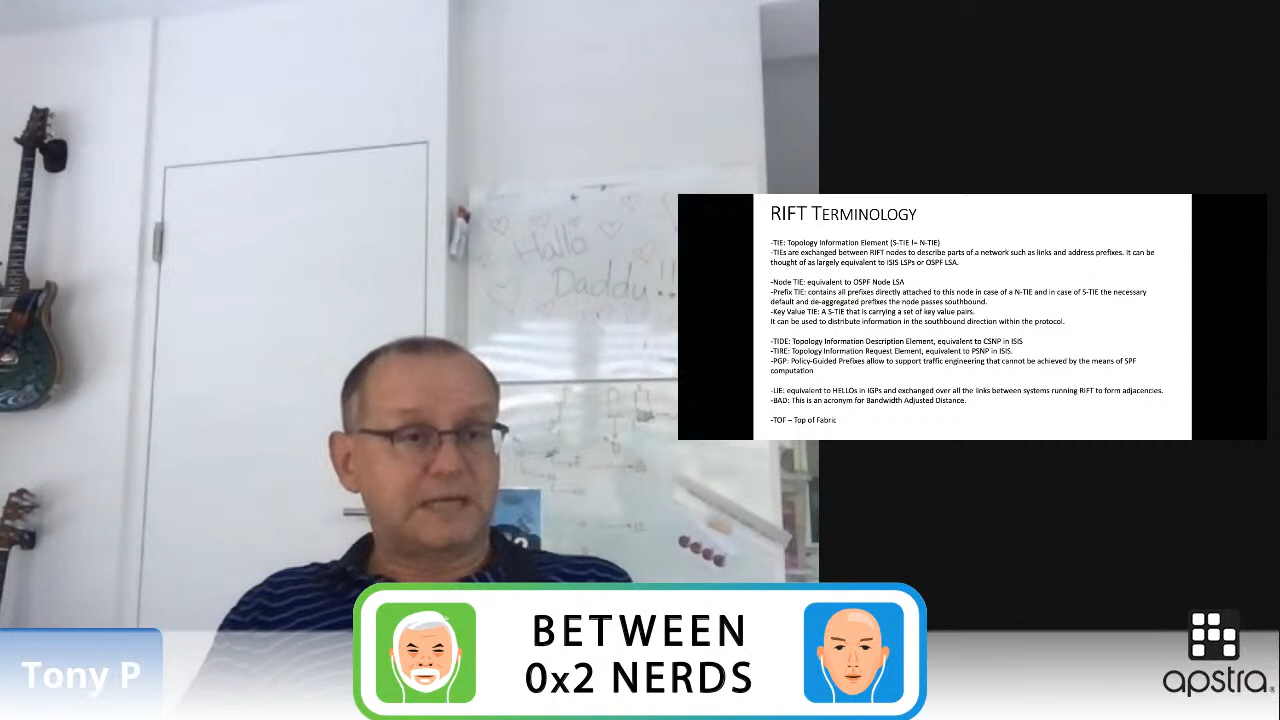 Hallo
Daddy!!
RIFT TERMINOLOGY
-TIE: Topology Information Element (S-TIE != N-TIE)
-TIEs are exchanged between RIFT nodes to describe parts of a network such as links and address prefixes. It can be
thought of as largely equivalent to ISIS LSPs or OSPF LSA.
-Node TIE: equivalent to OSPF Node LSA
-Prefix TIE: contains all prefixes directly attached to this node in case of a N-TIE and in case of S-TIE the necessary
default and de-aggregated prefixes the node passes southbound.
-Key Value TIE: A S-TIE that is carrying a set of key value pairs.
It can be used to distribute information in the southbound direction within the protocol.
-TIDE: Topology Information Description Element, equivalent to CSNP in ISIS
-TIRE: Topology Information Request Element, equivalent to PSNP in ISIS.
-PGP: Policy-Guided Prefixes allow to support traffic engineering that cannot be achieved by the means of SPF
computation
-LIE: equivalent to HELLOs in IGPs and exchanged over all the links between systems running RIFT to form adjacencies.
-BAD: This is an acronym for Bandwidth Adjusted Distance.
-TOF – Top of Fabric
Tony P
BETWEEN
0x2 NERDS
apstra